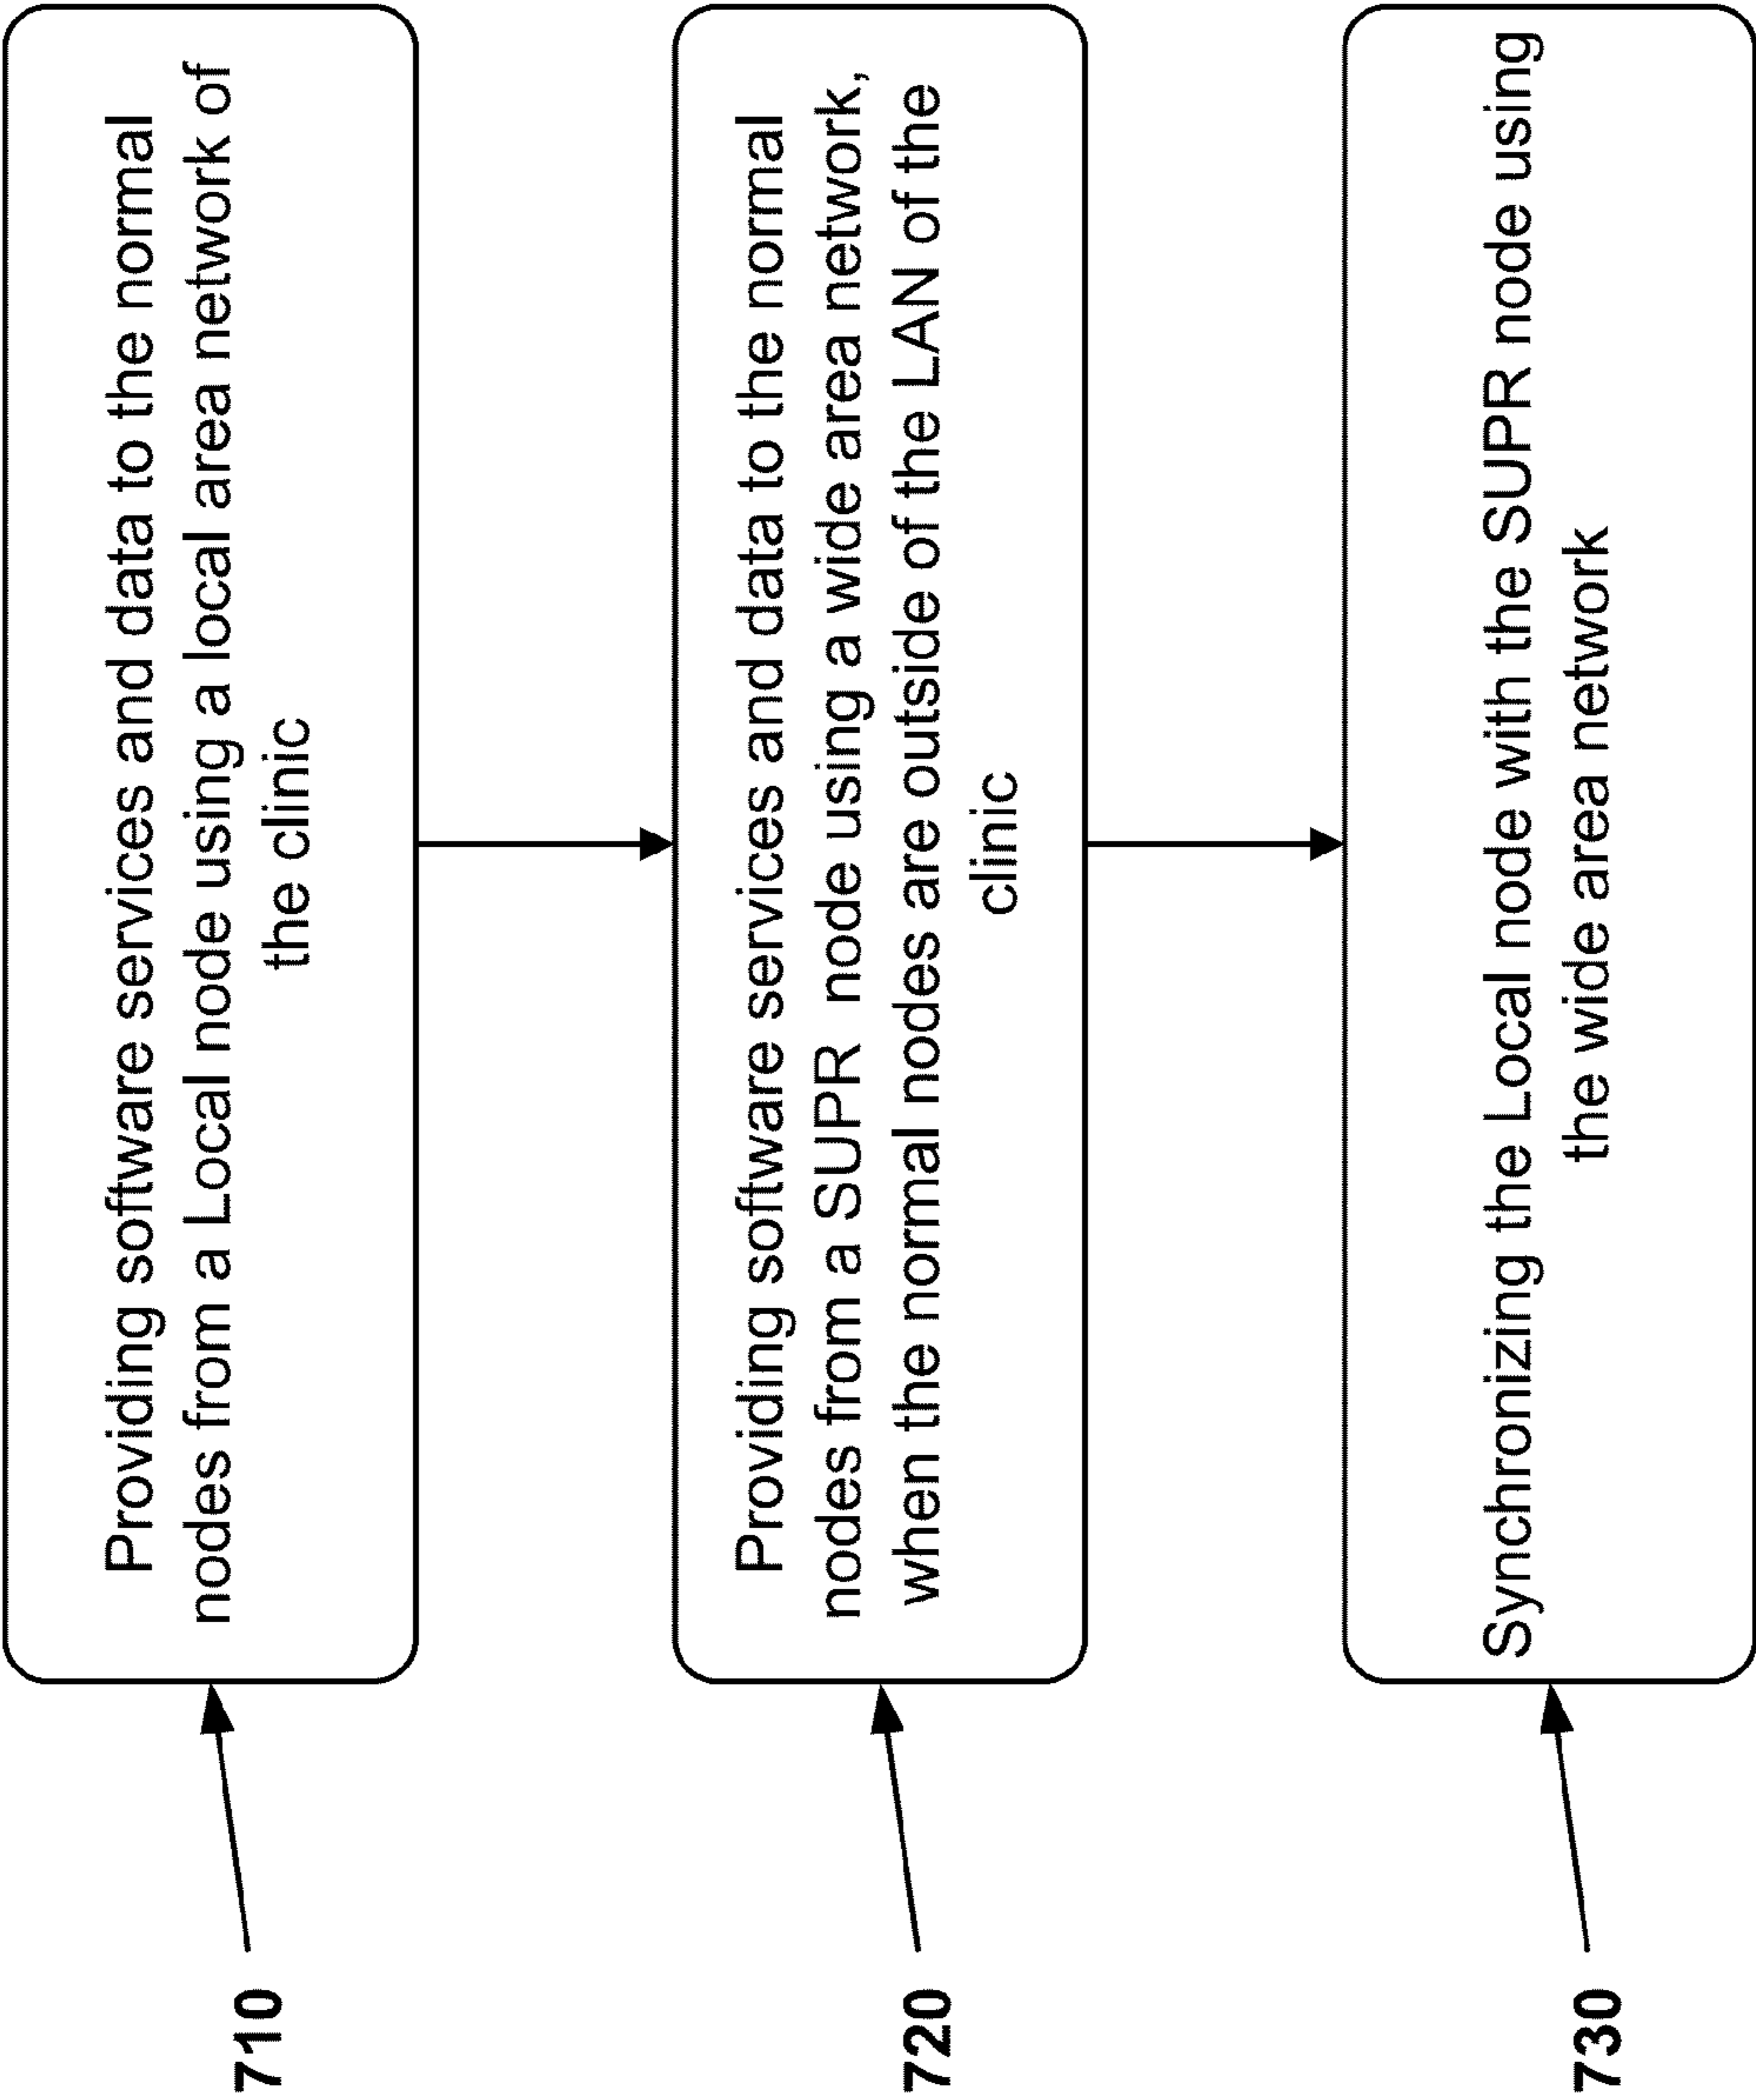 710
Providing software services and data to the normal
nodes from a Local node using a local area network of
the clinic
720
Providing software services and data to the normal
nodes from a SUPR node using a wide area network,
when the normal nodes are outside of the LAN of the
clinic
730
Synchronizing the Local node with the SUPR node using
the wide area network